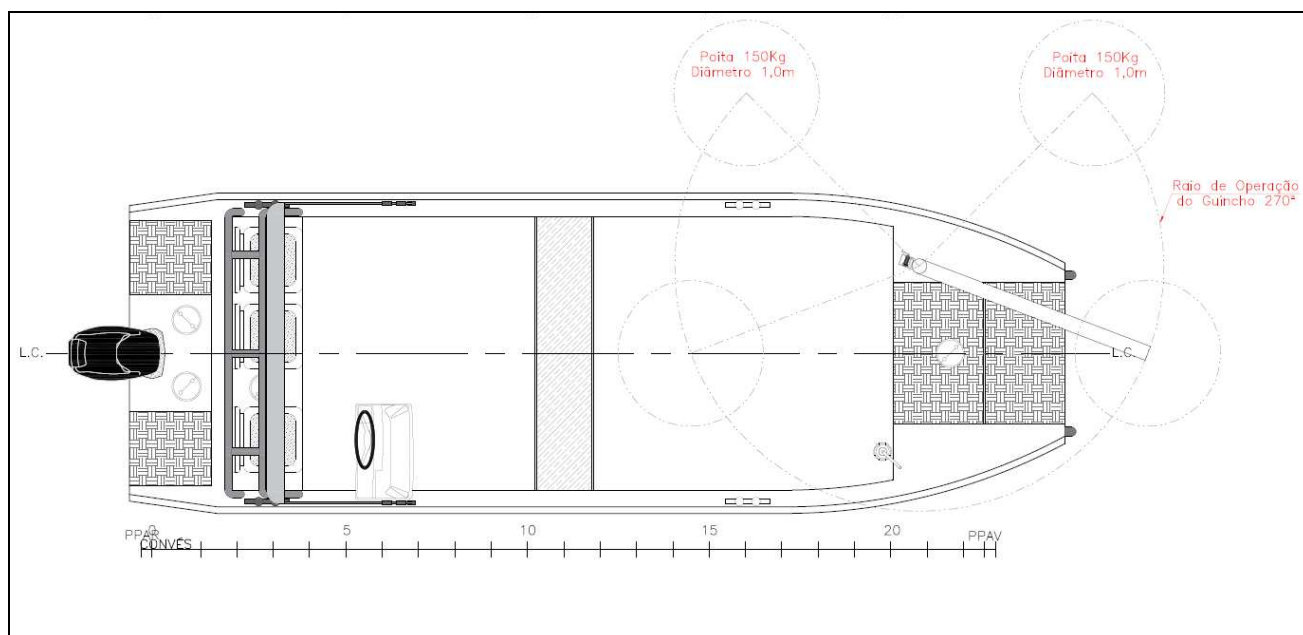 Poita 150Kg
Diâmetro 1,0m
Poita 150Kg
Diâmetro 1,0m
Raio de Operação
do Guincho 270°
L.C.
L.C.
0 5 10 15 20
PPAR PPAV
CONVÉS